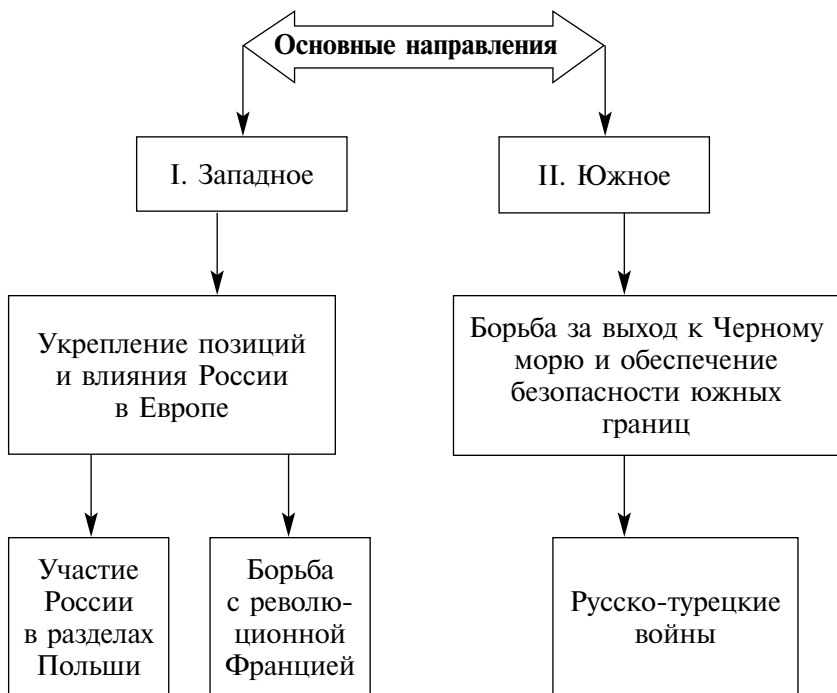 Основные направления
I. Западное
II. Южное
Укрепление позиций
и влияния России
в Европе
Борьба за выход к Черному
морю и обеспечение
безопасности южных
границ
Участие
России
в разделах
Польши
Борьба
с револю-
ционной
Францией
Русско-турецкие
войны